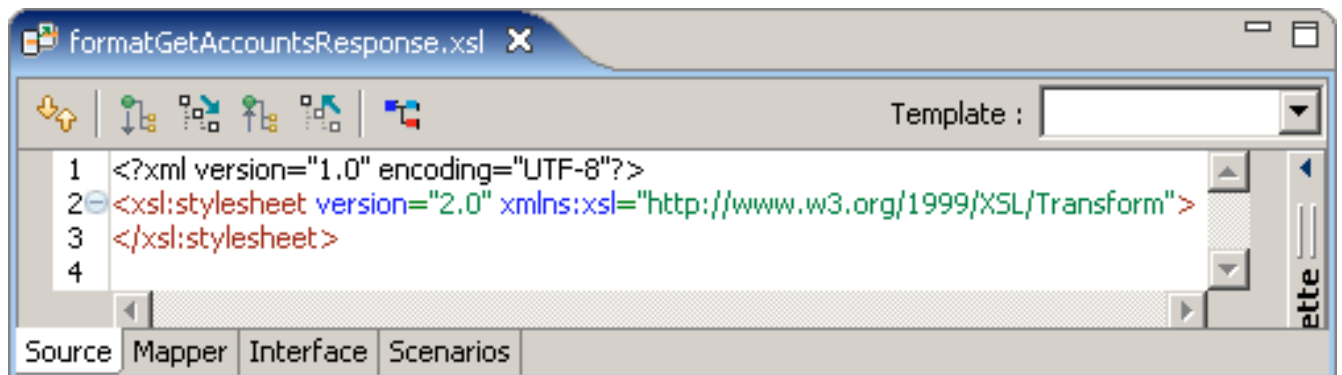 formatGetAccountsResponse.xsl
Template :
1 <?xml version="1.0" encoding="UTF-8"?>
2 <xsl:stylesheet version="2.0" xmlns:xsl="http://www.w3.org/1999/XSL/Transform">
3 </xsl:stylesheet>
4
ette
Source Mapper Interface Scenarios